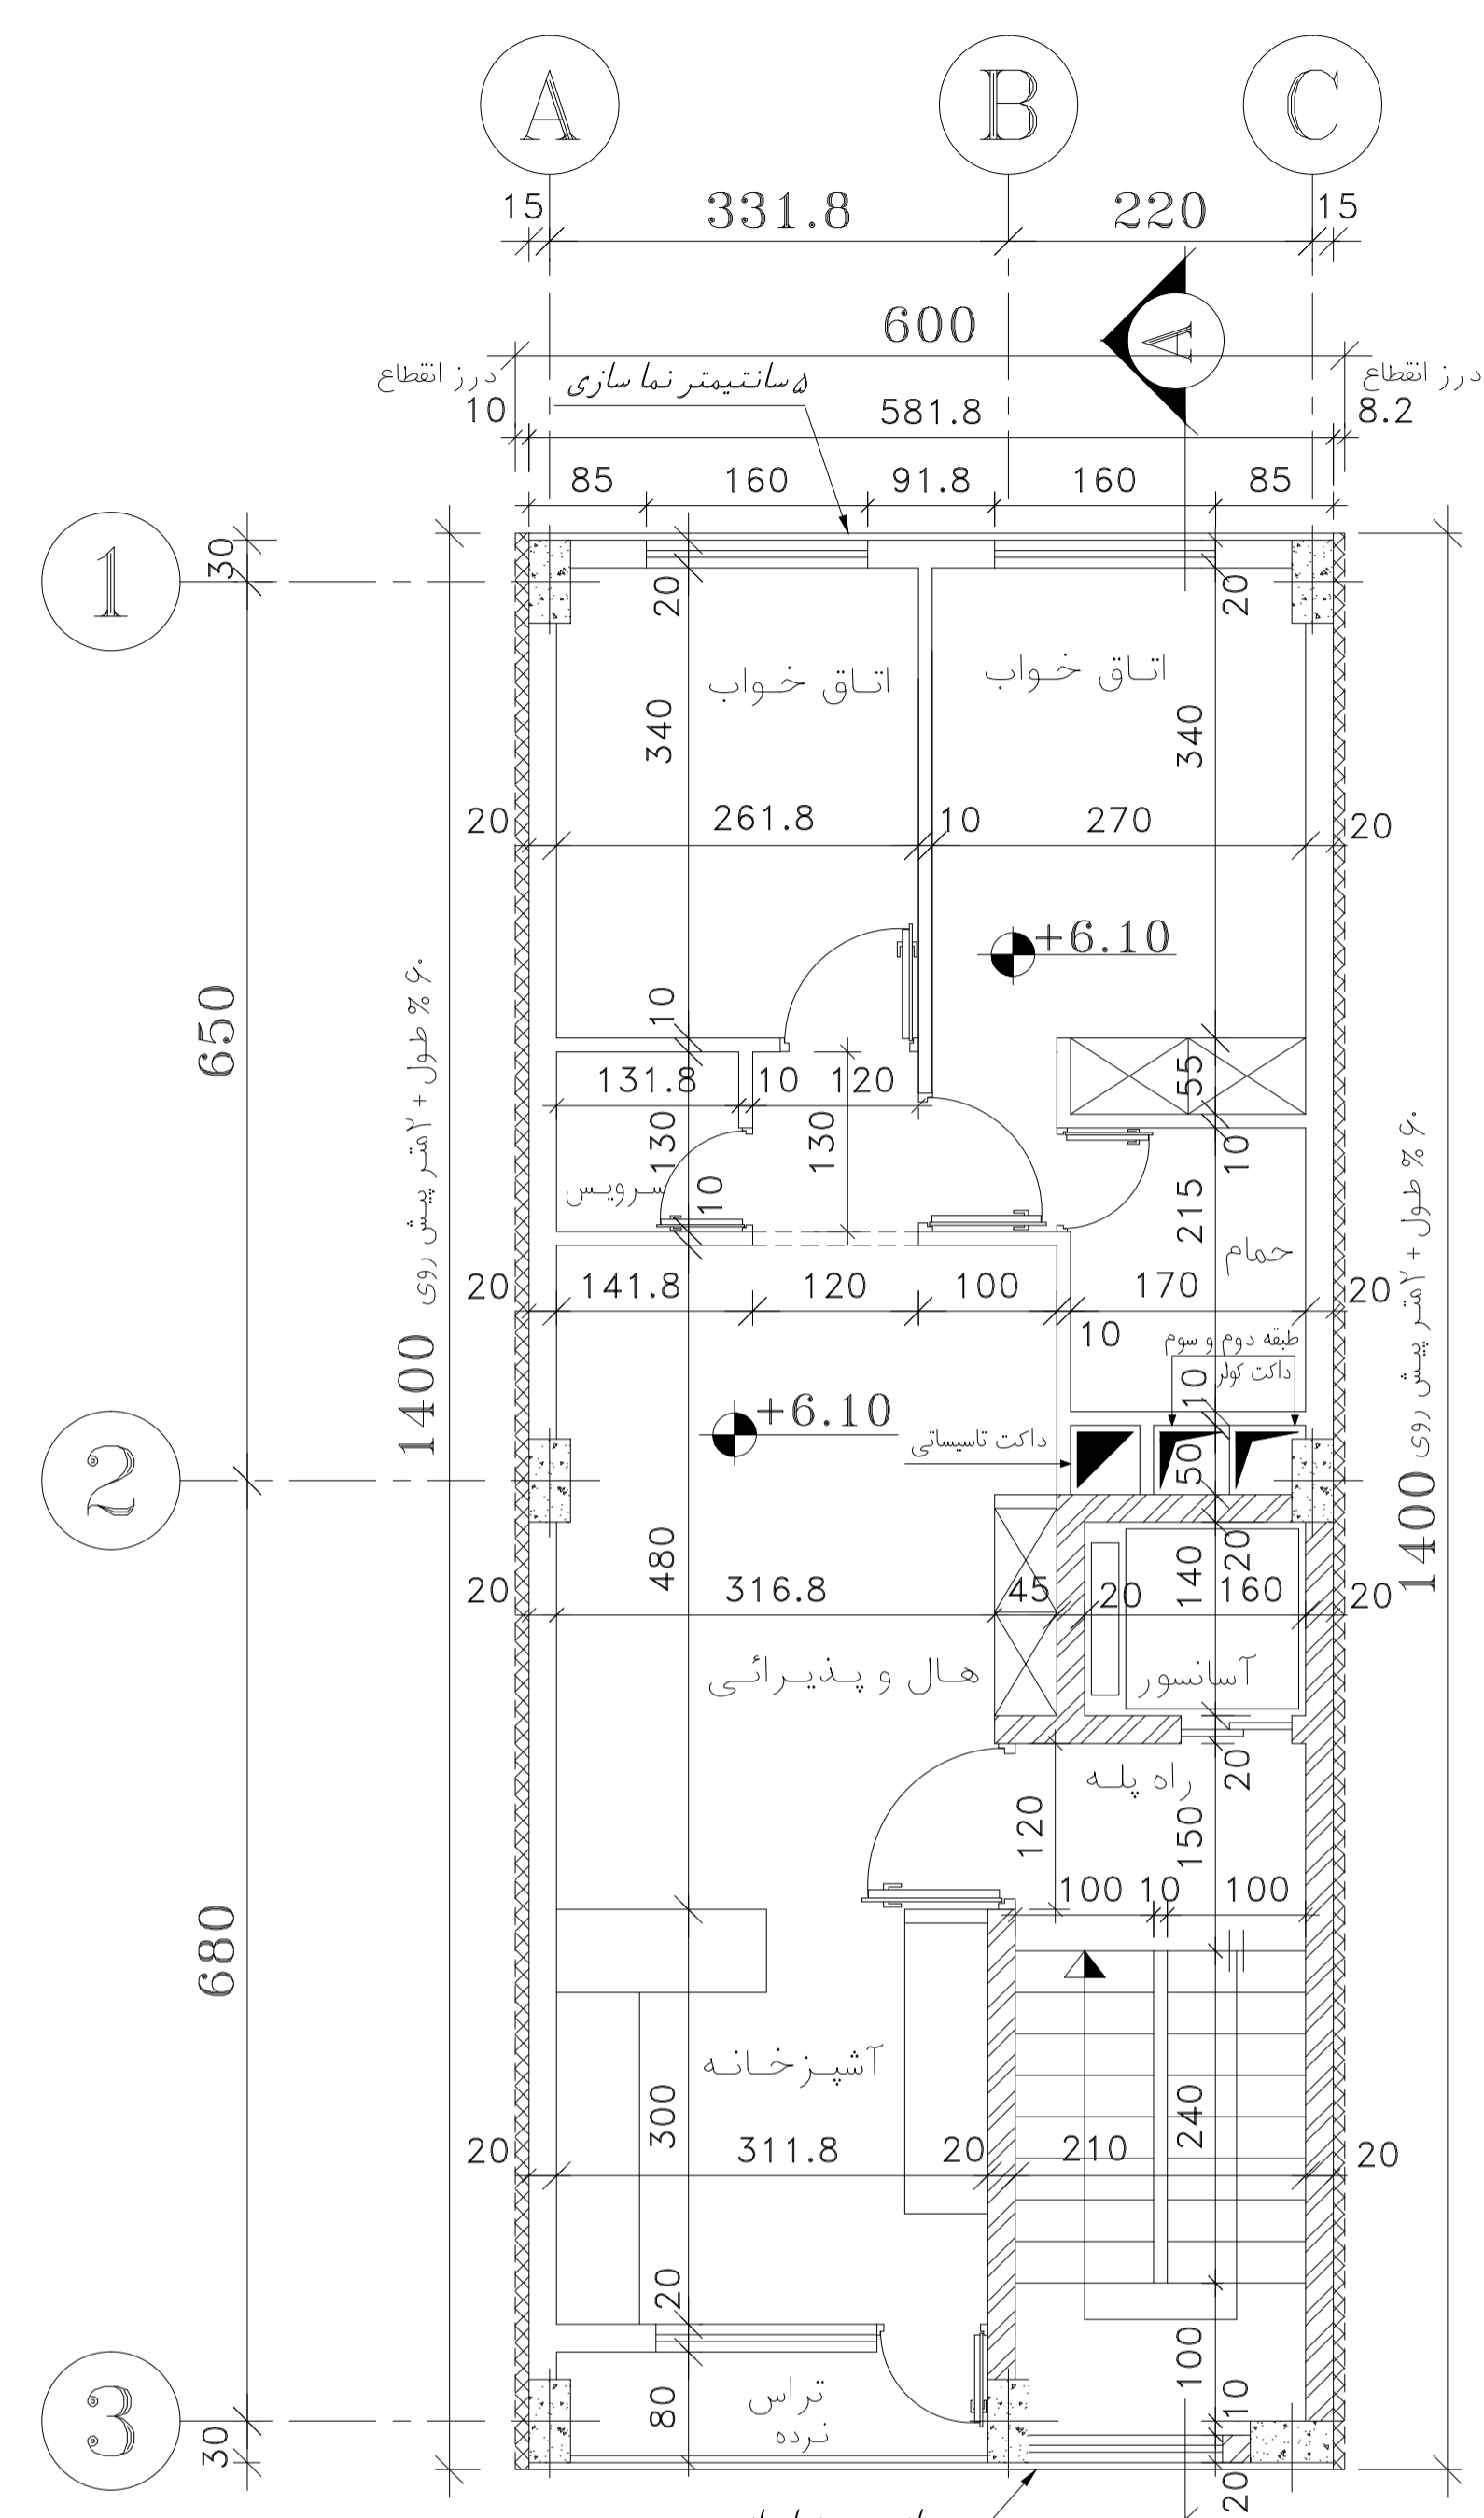 A B C
15 331.8 220 15
600
A
درز انقطاع
10
۵ سانتیمتر نما سازی
581.8
درز انقطاع
8.2
85 160 91.8 160 85
1
30
20
20
اتاق خواب
اتاق خواب
340
340
20
261.8 10 270
20
+6.10
650
10
131.8 10 120
55
130
130
10
سرویس
10
215
حمام
1400 ۶۰ % طول + ۲متر پیش روی
1400 ۶۰ % طول + ۲متر پیش روی
20
141.8 120 100 170
20
10
طبقه دوم و سوم
داکت کولر
10
+6.10
داکت تاسیساتی
50
2
480
140
20
20
316.8 45 20 160
20
هال و پذیرائی
آسانسور
20
راه پله
120
150
100 10 100
680
آشپزخانه
300
240
20
311.8 20 210
20
20
100
80
تراس
نرده
10
3
30
20